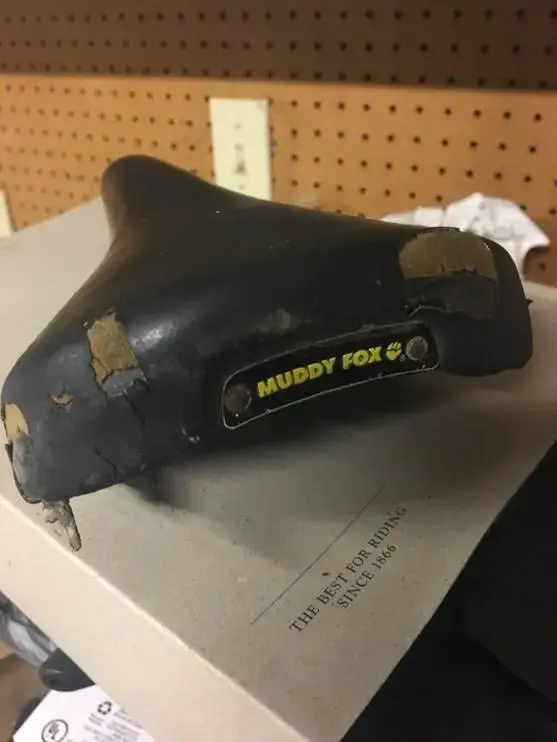 MUDDY FOX
THE BEST FOR RIDING
SINCE 1866